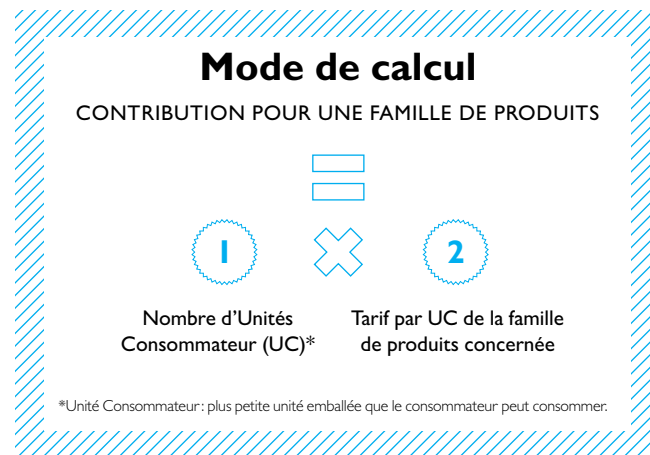 Mode de calcul
CONTRIBUTION POUR UNE FAMILLE DE PRODUITS
=
1 × 2
Nombre d'Unités
Consommateur (UC)*
Tarif par UC de la famille
de produits concernée
*Unité Consommateur : plus petite unité emballée que le consommateur peut consommer.